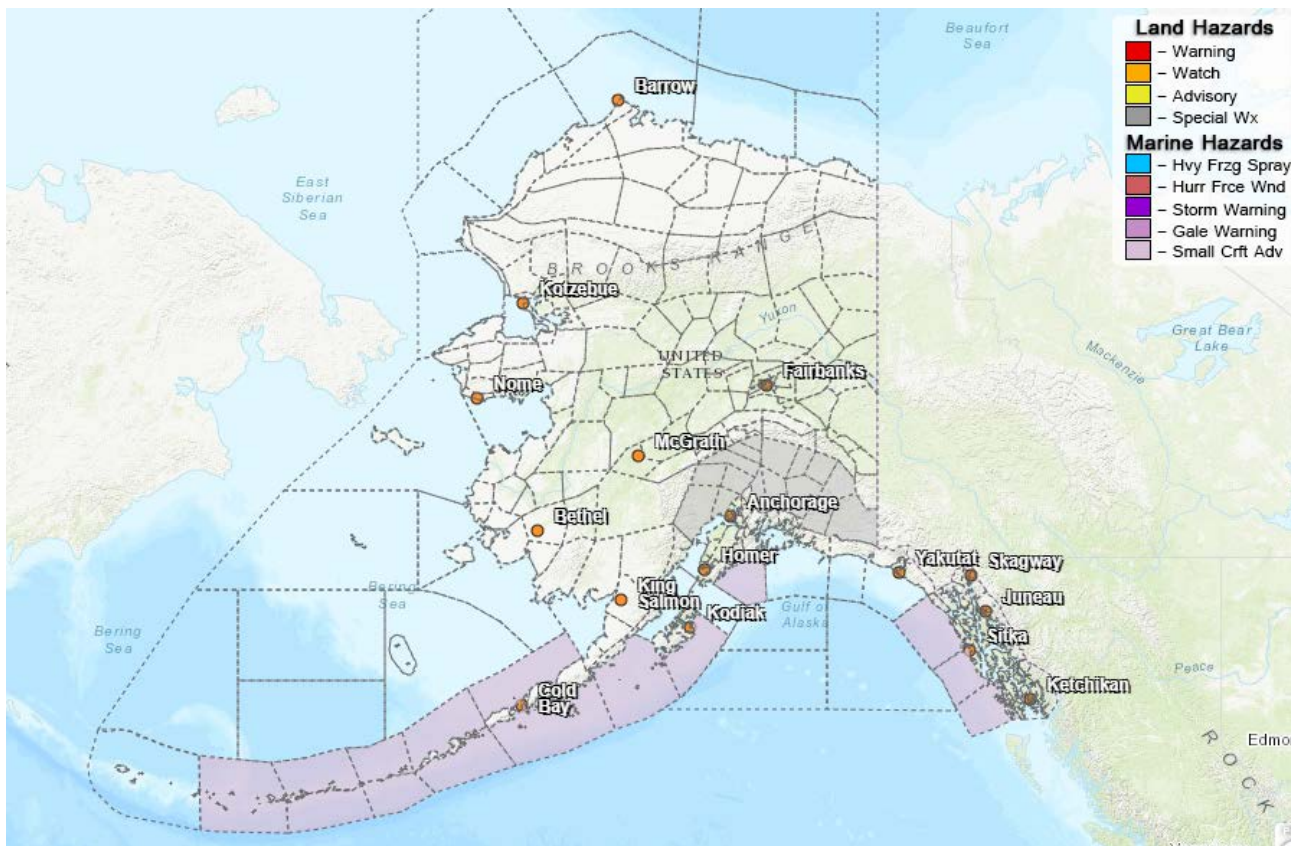 Beaufort
Sea
Land Hazards
– Warning
– Watch
– Advisory
– Special Wx
Marine Hazards
– Hvy Frzg Spray
– Hurr Frce Wnd
– Storm Warning
– Gale Warning
– Small Crft Adv
Barrow
East
Siberian
Sea
BROOKS RANGE
Kotzebue
Yukon
Great Bear
Lake
Mackenzie
UNITED
STATES
Fairbanks
Nome
McGrath
Anchorage
Bethel
Homer
Yakutat
Skagway
Bering
Sea
King
Salmon
Kodiak
Gulf of
Alaska
Juneau
Bering
Sea
Sitka
Peace
Ketchikan
Cold
Bay
ROCK
Edmo